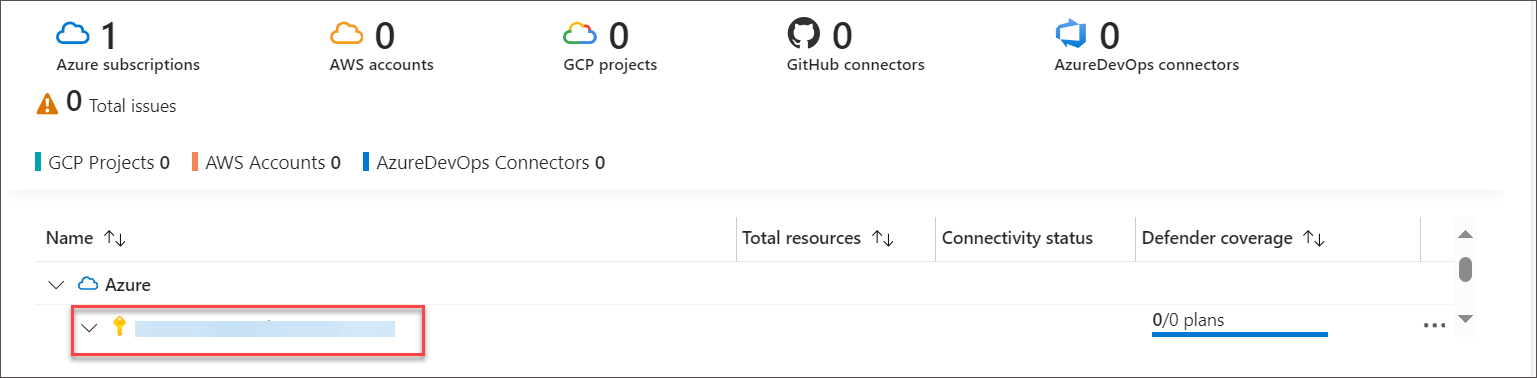 1 0 0 0 0
Azure subscriptions AWS accounts GCP projects GitHub connectors AzureDevOps connectors
0 Total issues
GCP Projects 0 AWS Accounts 0 AzureDevOps Connectors 0
Name Total resources Connectivity status Defender coverage
Azure
0/0 plans